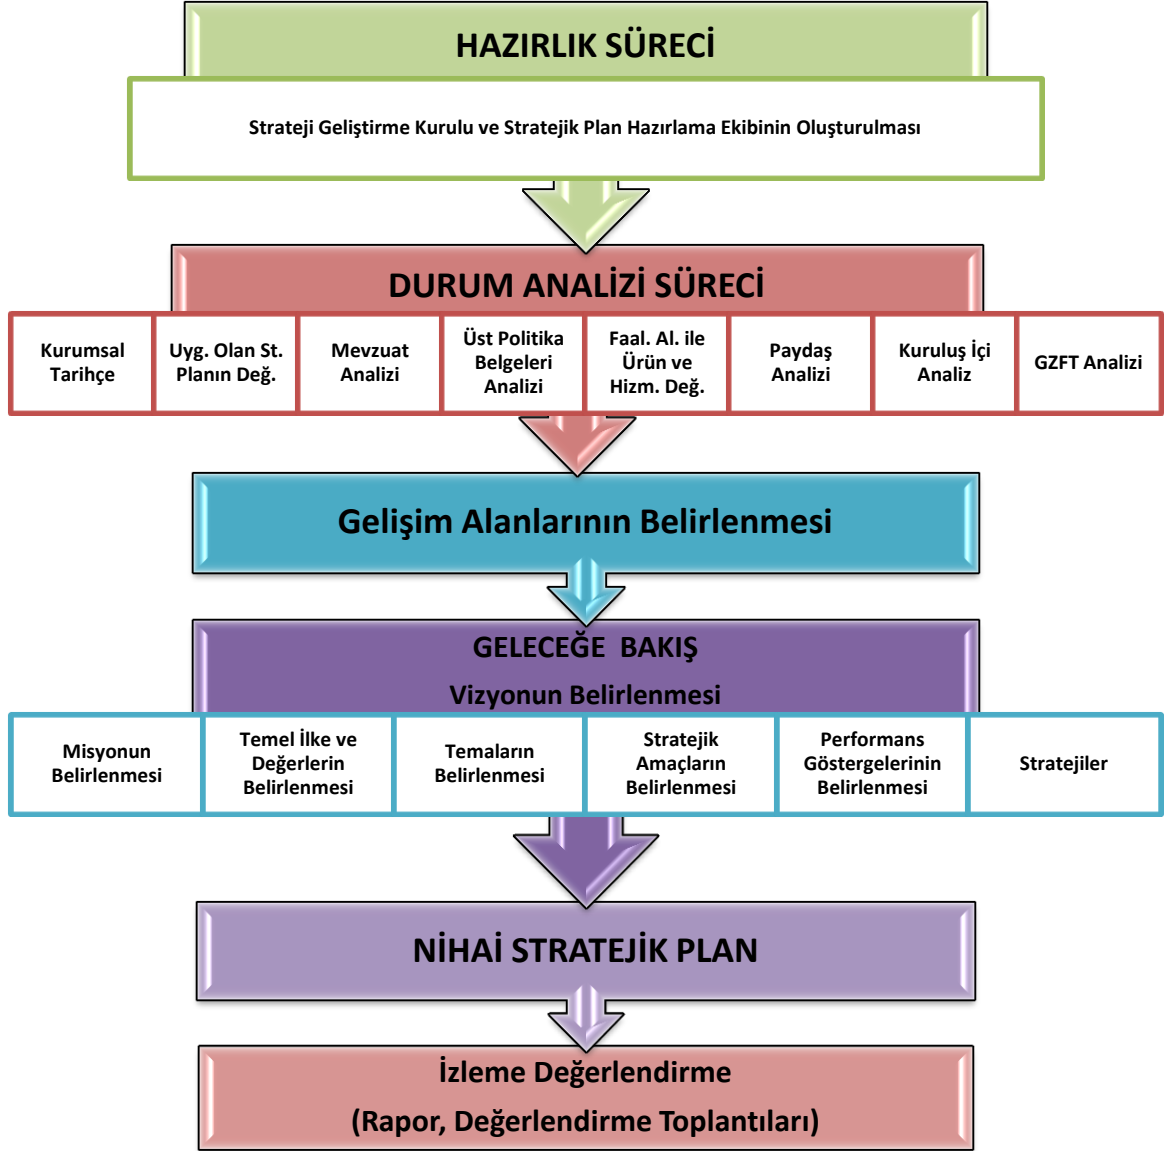 HAZIRLIK SÜRECİ
Strateji Geliştirme Kurulu ve Stratejik Plan Hazırlama Ekibinin Oluşturulması
DURUM ANALİZİ SÜRECİ
Kurumsal
Tarihçe
Uyg. Olan St.
Planın Değ.
Mevzuat
Analizi
Üst Politika
Belgeleri
Analizi
Faal. Al. ile
Ürün ve
Hizm. Değ.
Paydaş
Analizi
Kuruluş İçi
Analiz
GZFT Analizi
Gelişim Alanlarının Belirlenmesi
GELECEĞE BAKIŞ
Vizyonun Belirlenmesi
Misyonun
Belirlenmesi
Temel İlke ve
Değerlerin
Belirlenmesi
Temaların
Belirlenmesi
Stratejik
Amaçların
Belirlenmesi
Performans
Göstergelerinin
Belirlenmesi
Stratejiler
NİHAİ STRATEJİK PLAN
İzleme Değerlendirme
(Rapor, Değerlendirme Toplantıları)